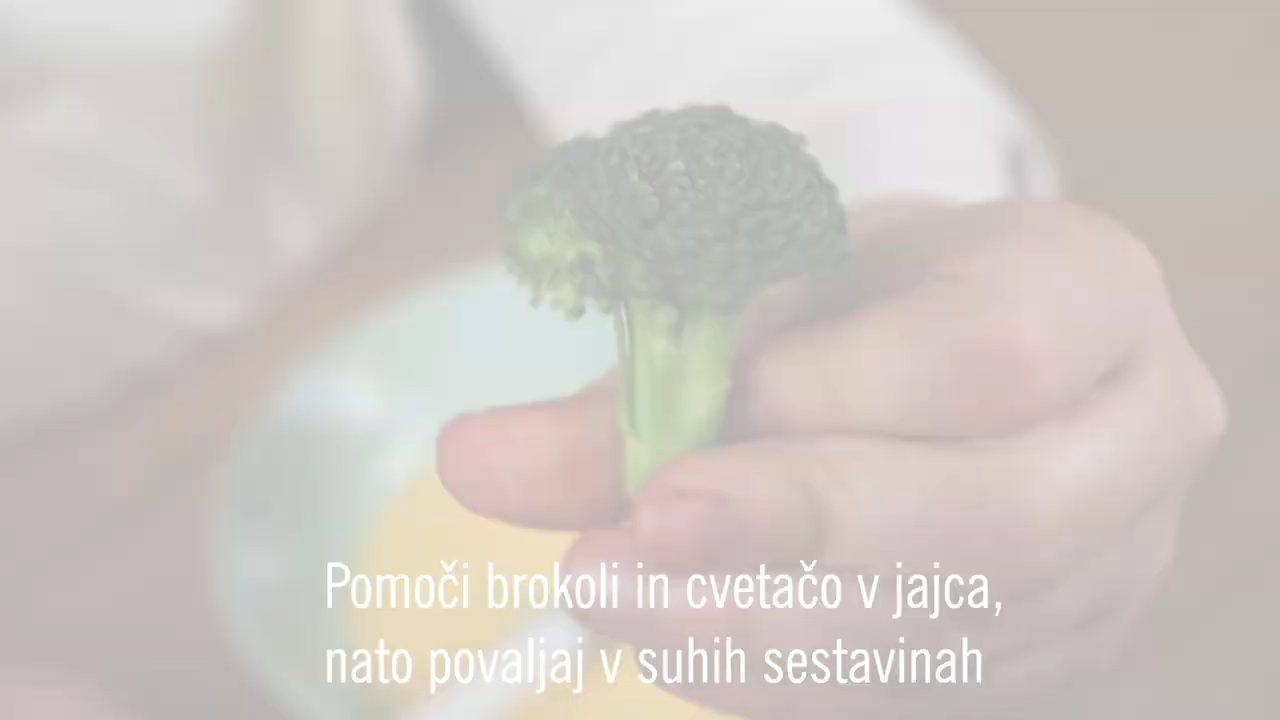 Pomoči brokoli in cvetačo v jajca,
nato povaljaj v suhih sestavinah